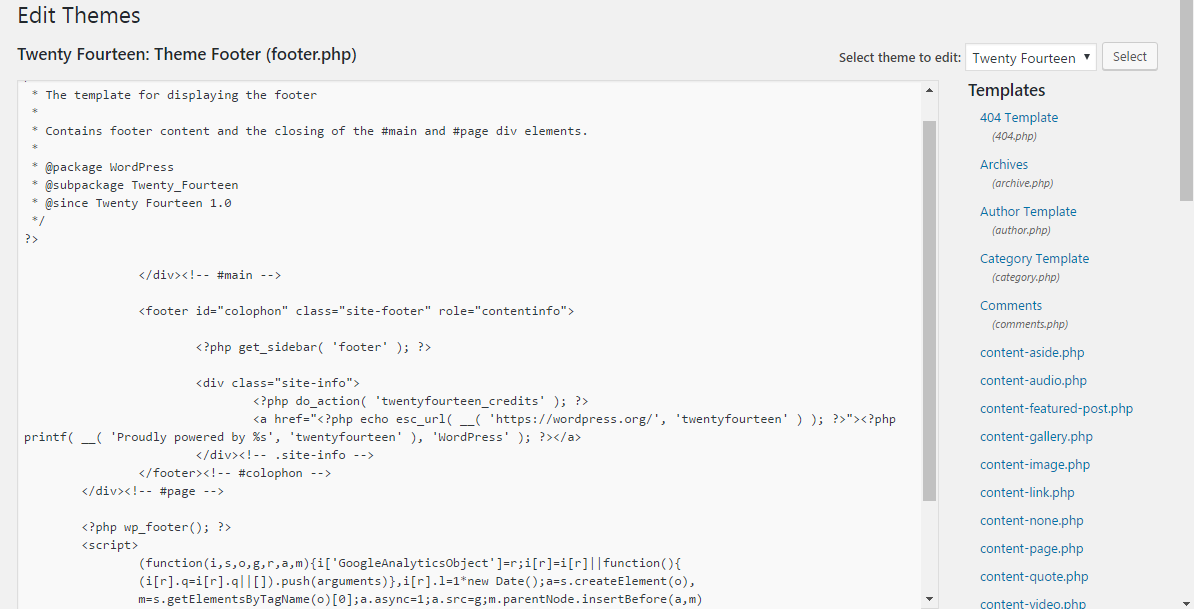 Edit Themes
Twenty Fourteen: Theme Footer (footer.php)
Select theme to edit: Twenty Fourteen Select
* The template for displaying the footer
*
* Contains footer content and the closing of the #main and #page div elements.
*
* @package WordPress
* @subpackage Twenty_Fourteen
* @since Twenty Fourteen 1.0
*/
?>
</div><!-- #main -->
<footer id="colophon" class="site-footer" role="contentinfo">
<?php get_sidebar( 'footer' ); ?>
<div class="site-info">
<?php do_action( 'twentyfourteen_credits' ); ?>
<a href="<?php echo esc_url( __( 'https://wordpress.org/', 'twentyfourteen' ) ); ?>"><?php
printf( __( 'Proudly powered by %s', 'twentyfourteen' ), 'WordPress' ); ?></a>
</div><!-- .site-info -->
</footer><!-- #colophon -->
</div><!-- #page -->
<?php wp_footer(); ?>
<script>
(function(i,s,o,g,r,a,m){i['GoogleAnalyticsObject']=r;i[r]=i[r]||function(){
(i[r].q=i[r].q||[]).push(arguments)},i[r].l=1*new Date();a=s.createElement(o),
m=s.getElementsByTagName(o)[0];a.async=1;a.src=g;m.parentNode.insertBefore(a,m)
Templates
404 Template
(404.php)
Archives
(archive.php)
Author Template
(author.php)
Category Template
(category.php)
Comments
(comments.php)
content-aside.php
content-audio.php
content-featured-post.php
content-gallery.php
content-image.php
content-link.php
content-none.php
content-page.php
content-quote.php
content-video.php